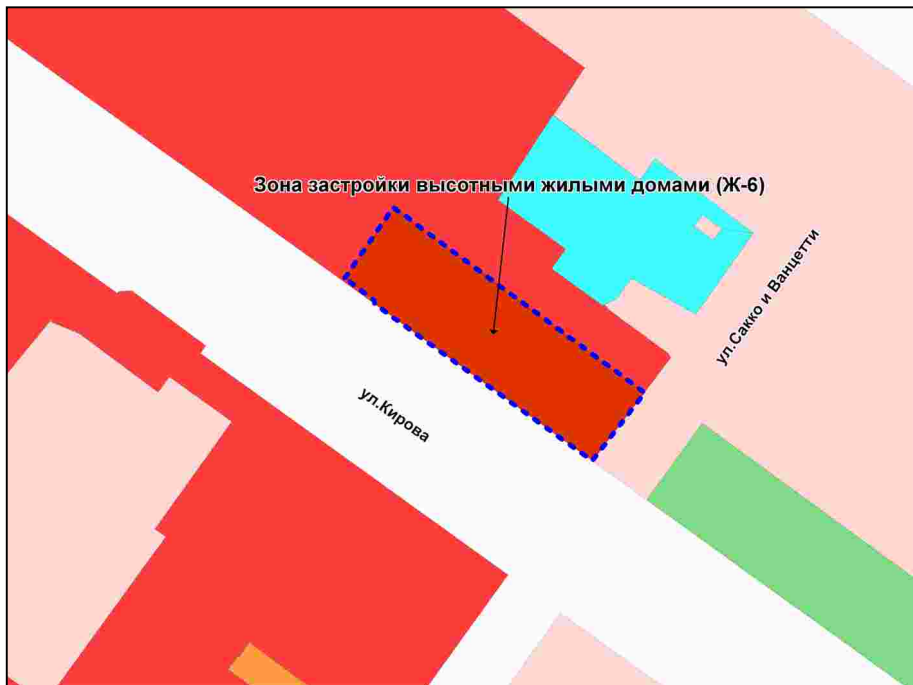 Зона застройки высотными жилыми домами (Ж-6)
ул.Сакко и Ванцетти
ул.Кирова